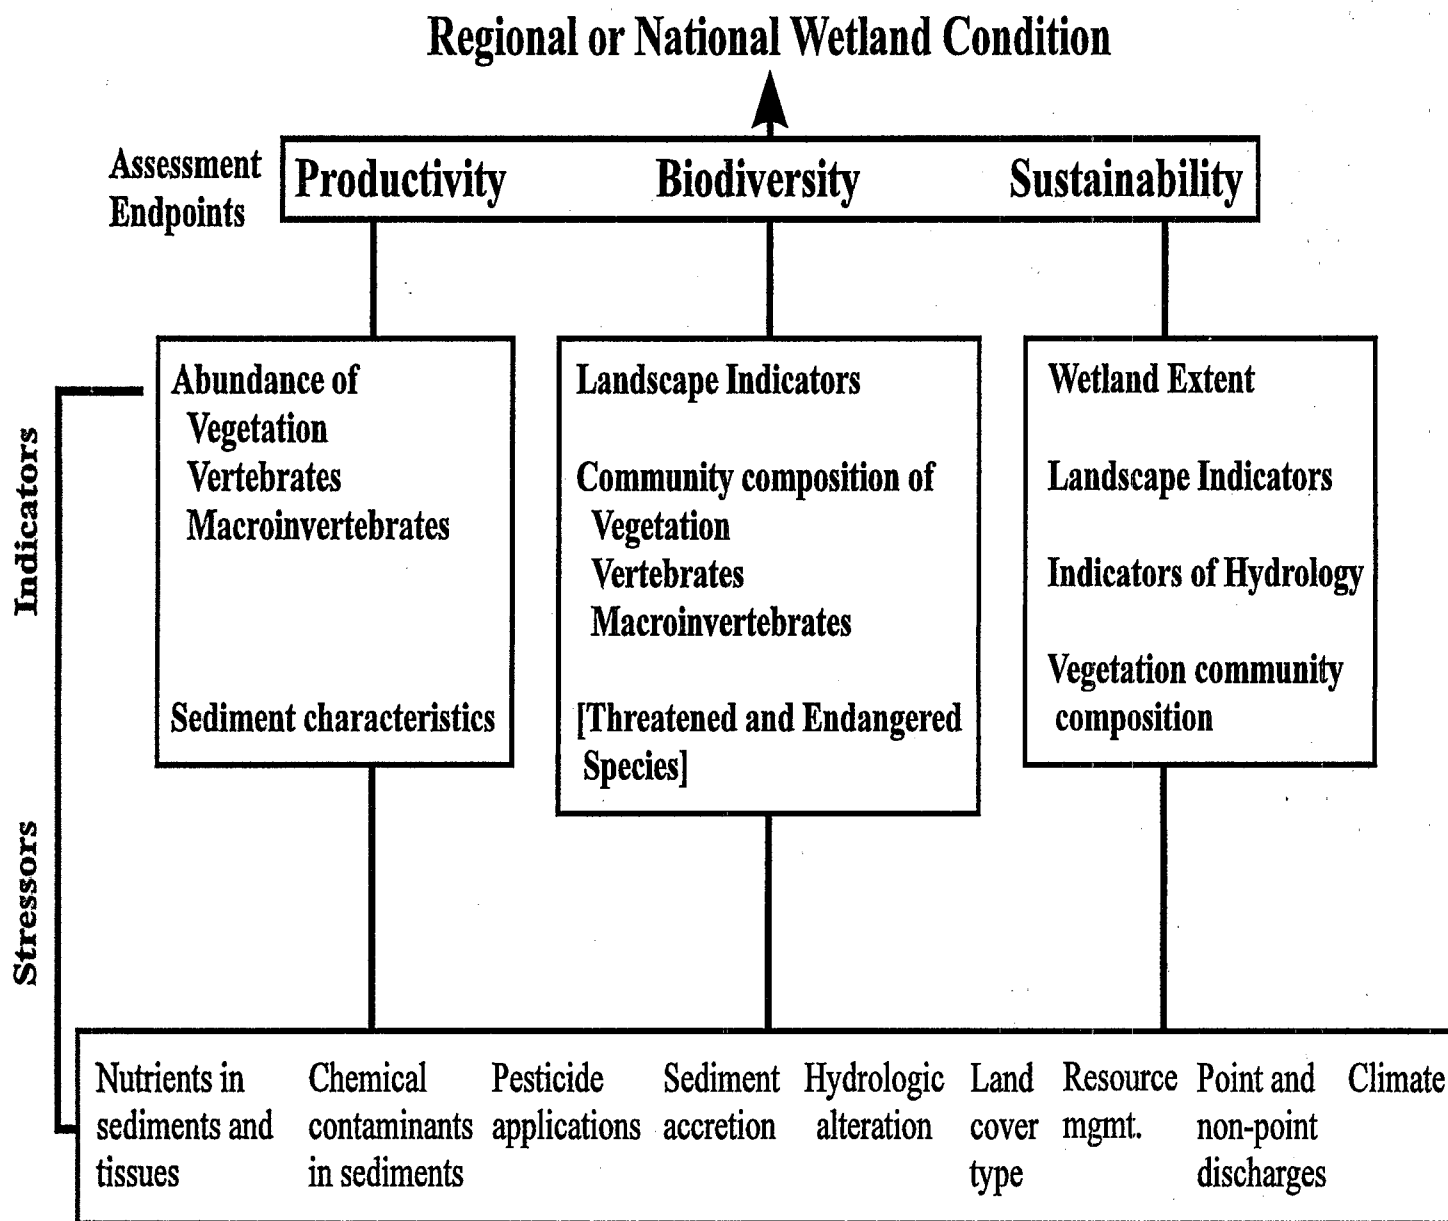 Regional or National Wetland Condition
Assessment
Endpoints
Productivity Biodiversity Sustainability
Indicators
Abundance of
Vegetation
Vertebrates
Macroinvertebrates
Sediment characteristics
Landscape Indicators
Community composition of
Vegetation
Vertebrates
Macroinvertebrates
[Threatened and Endangered
Species]
Wetland Extent
Landscape Indicators
Indicators of Hydrology
Vegetation community
composition
Stressors
Nutrients in
sediments and
tissues
Chemical
contaminants
in sediments
Pesticide
applications
Sediment
accretion
Hydrologic
alteration
Land
cover
type
Resource
mgmt.
Point and
non-point
discharges
Climate